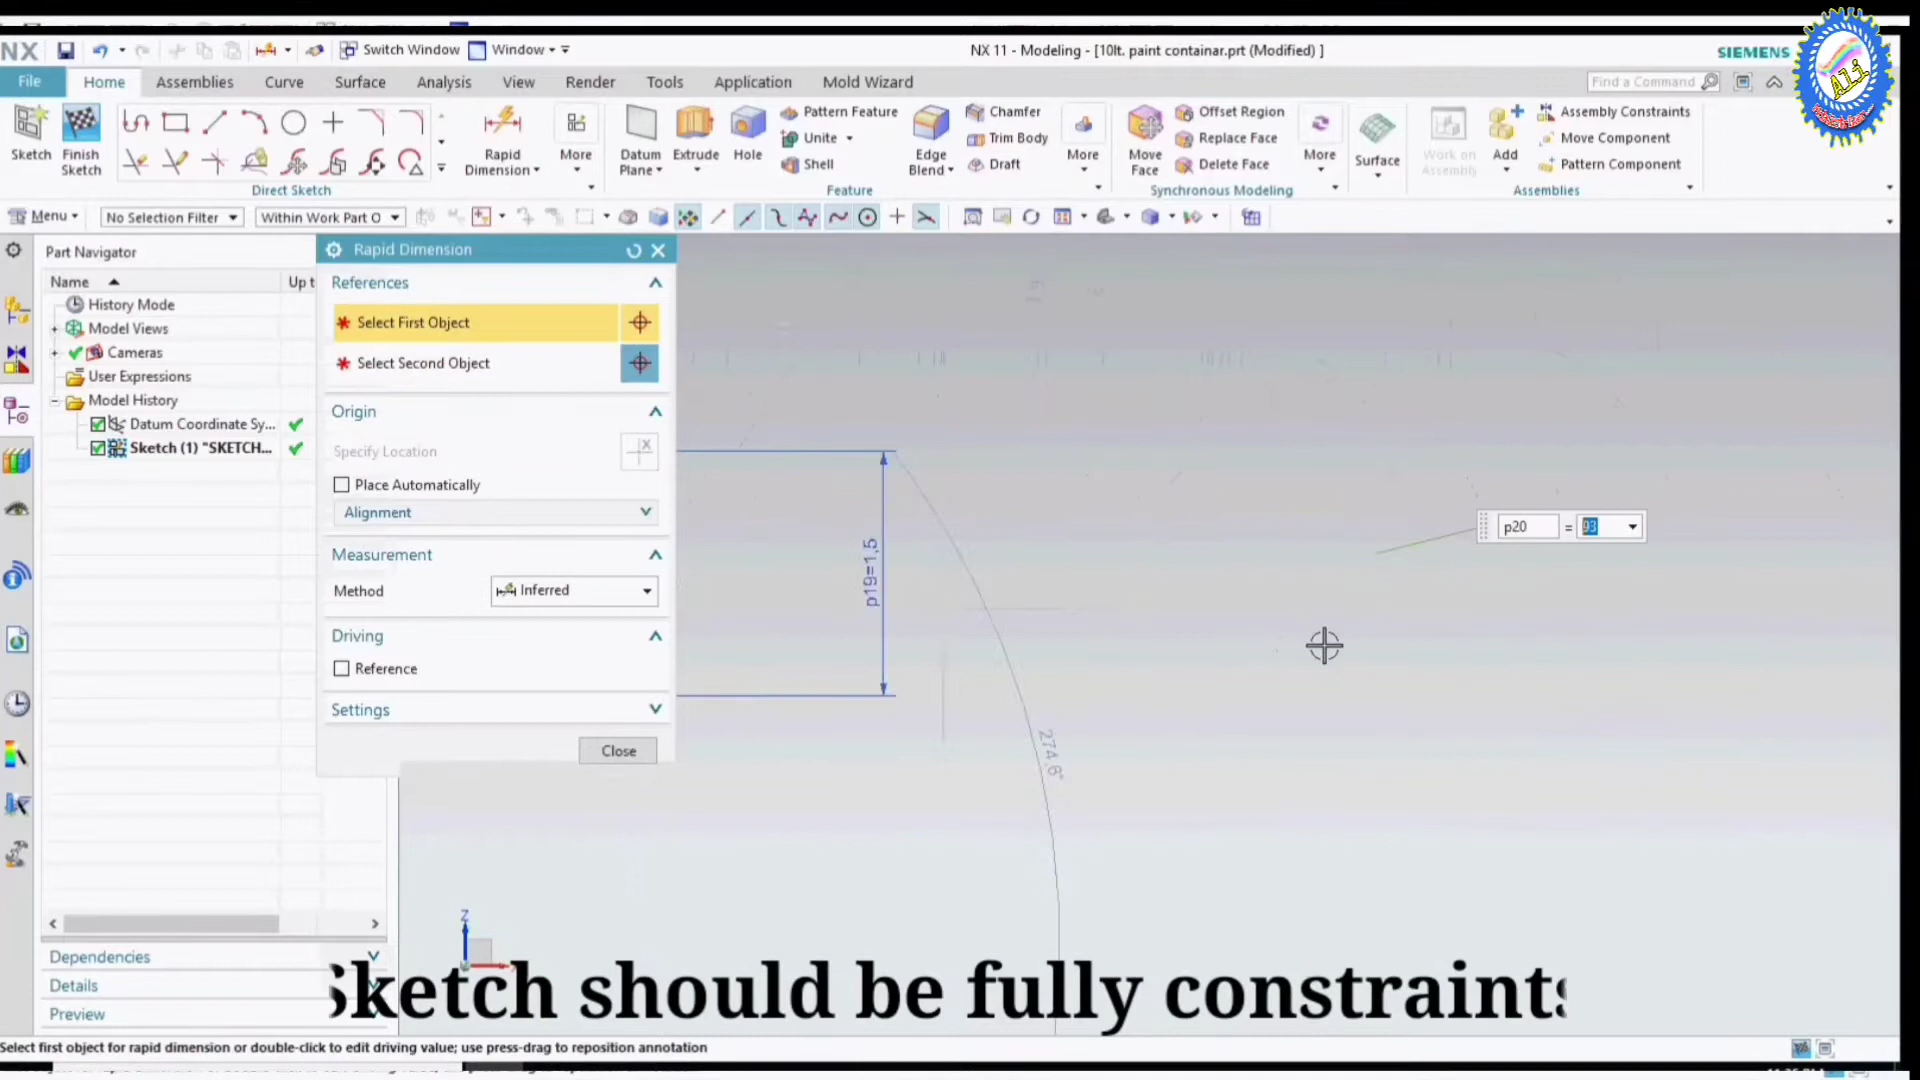 NX Switch Window Window NX 11 - Modeling - [10lt. paint containar.prt (Modified) ] SIEMENS
ALi
File Home Assemblies Curve Surface Analysis View Render Tools Application Mold Wizard Find a Command
Sketch Finish Sketch Rapid Dimension More Datum Plane Extrude Hole Pattern Feature Unite Shell Edge Blend Chamfer Trim Body Draft More Move Face Offset Region Replace Face Delete Face More Surface Work on Assembly Add Assembly Constraints Move Component Pattern Component
Direct Sketch Feature Synchronous Modeling Assemblies
Menu No Selection Filter Within Work Part O
Part Navigator
Name Up t
History Mode
Model Views
Cameras
User Expressions
Model History
Datum Coordinate Sy...
Sketch (1) "SKETCH...
Dependencies
Details
Preview
Rapid Dimension
References
Select First Object
Select Second Object
Origin
Specify Location
Place Automatically
Alignment
Measurement
Method Inferred
Driving
Reference
Settings
Close
p19=1,5
p20 = 93
274,6°
Z
Sketch should be fully constraints
Select first object for rapid dimension or double-click to edit driving value; use press-drag to reposition annotation